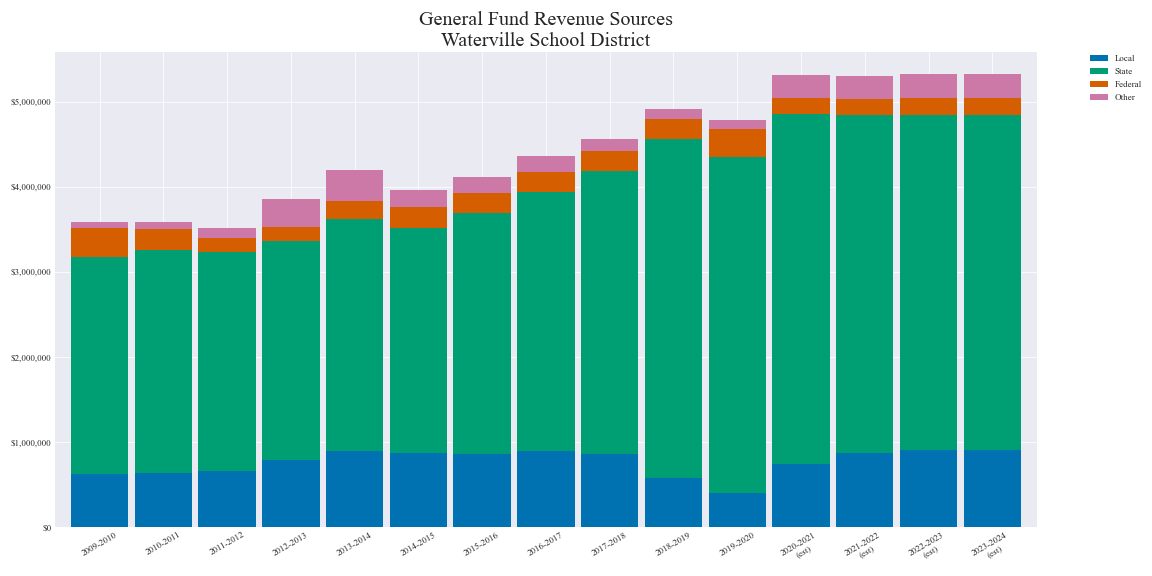 General Fund Revenue Sources
Waterville School District
Local
State
Federal
Other
$5,000,000
$4,000,000
$3,000,000
$2,000,000
$1,000,000
$0
2009-2010
2010-2011
2011-2012
2012-2013
2013-2014
2014-2015
2015-2016
2016-2017
2017-2018
2018-2019
2019-2020
2020-2021
(est)
2021-2022
(est)
2022-2023
(est)
2023-2024
(est)